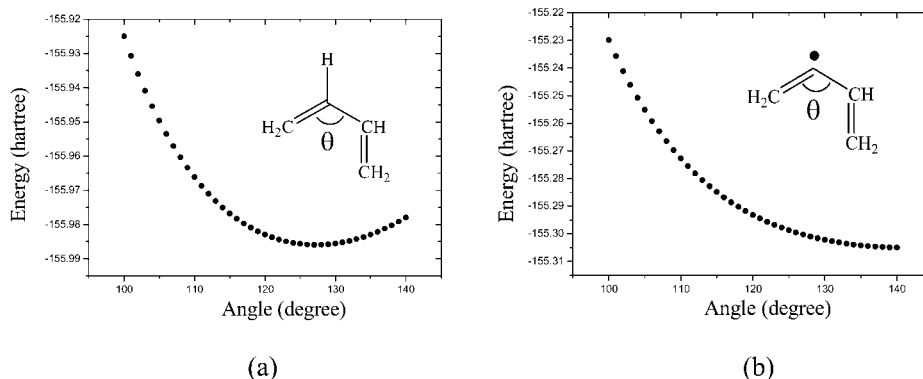 -155.92
-155.93
-155.94
-155.95
-155.96
-155.97
-155.98
-155.99
Energy (hartree)
100 110 120 130 140
Angle (degree)
H
H₂C
CH
θ
CH₂
(a)
-155.22
-155.23
-155.24
-155.25
-155.26
-155.27
-155.28
-155.29
-155.30
-155.31
Energy (hartree)
100 110 120 130 140
Angle (degree)
H₂C
CH
θ
CH₂
(b)